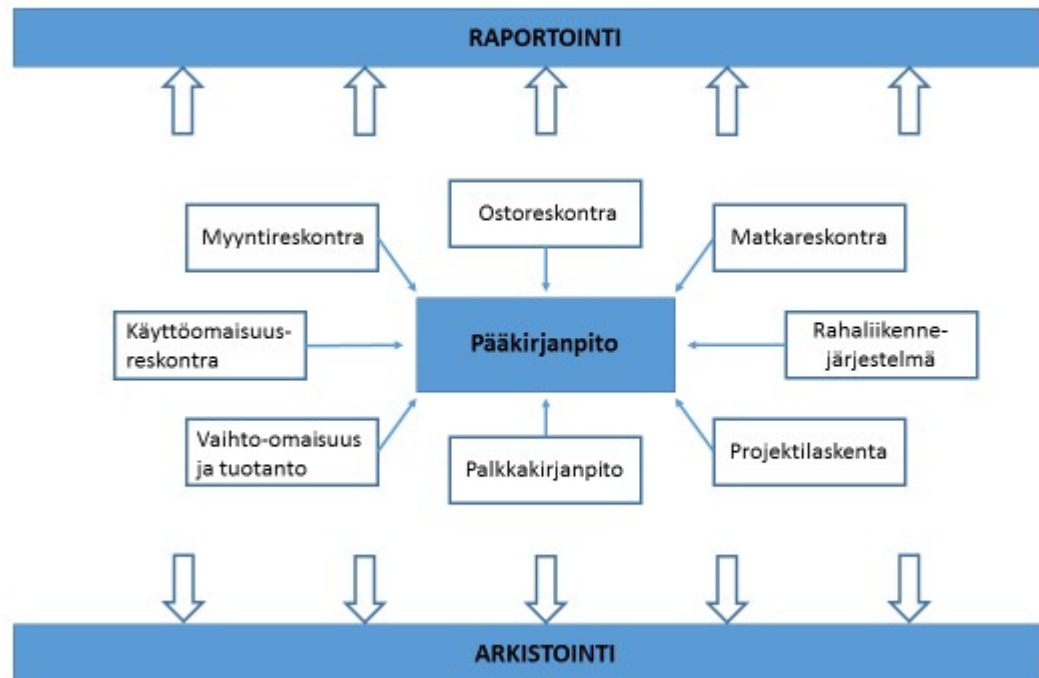 RAPORTOINTI
Ostoreskontra
Myyntireskontra
Matkareskontra
Käyttöomaisuus-
reskontra
Pääkirjanpito
Rahaliikenne-
järjestelmä
Vaihto-omaisuus
ja tuotanto
Palkkakirjanpito
Projektilaskenta
ARKISTOINTI